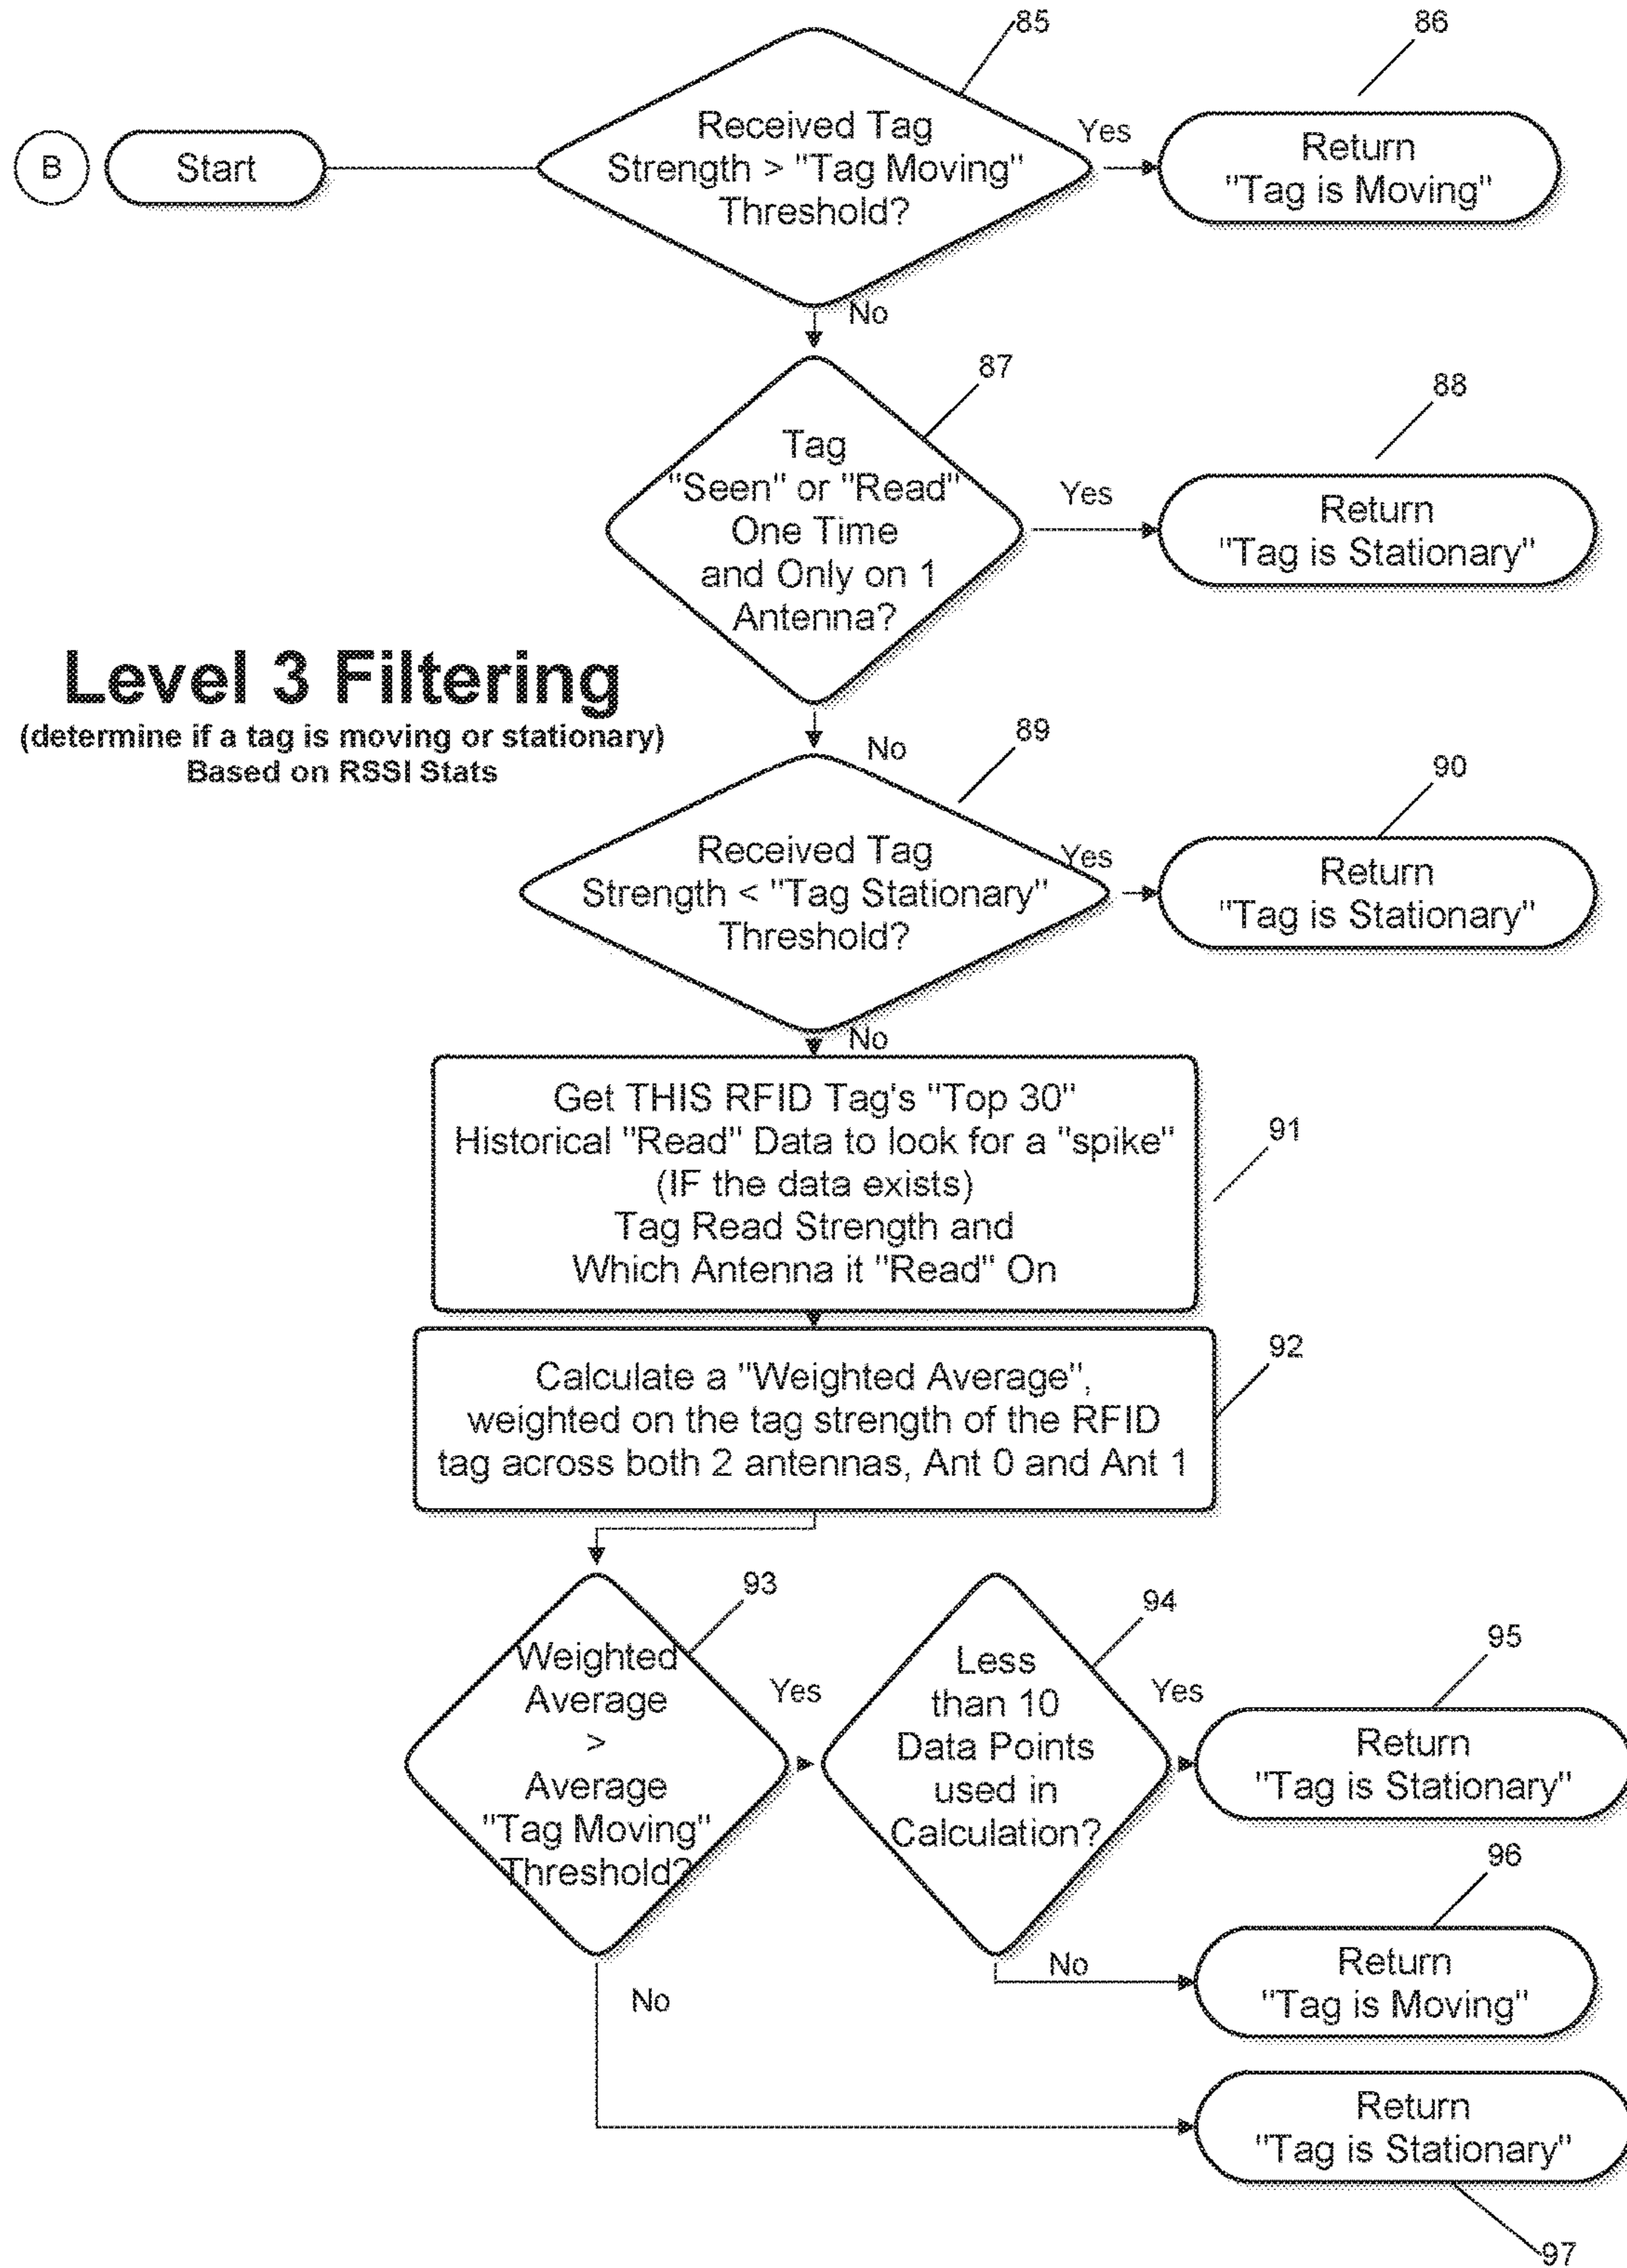 85
86
B
Start
Received Tag
Strength > "Tag Moving"
Threshold?
Yes
Return
"Tag is Moving"
No
87
88
Tag
"Seen" or "Read"
One Time
and Only on 1
Antenna?
Yes
Return
"Tag is Stationary"
Level 3 Filtering
(determine if a tag is moving or stationary)
Based on RSSI Stats
No
89
90
Received Tag
Strength < "Tag Stationary"
Threshold?
Yes
Return
"Tag is Stationary"
No
Get THIS RFID Tag's "Top 30"
Historical "Read" Data to look for a "spike"
(IF the data exists)
Tag Read Strength and
Which Antenna it "Read" On
91
Calculate a "Weighted Average",
weighted on the tag strength of the RFID
tag across both 2 antennas, Ant 0 and Ant 1
92
93
Weighted
Average
>
Average
"Tag Moving"
Threshold?
Yes
94
Less
than 10
Data Points
used in
Calculation?
Yes
95
Return
"Tag is Stationary"
96
No
Return
"Tag is Moving"
No
Return
"Tag is Stationary"
97